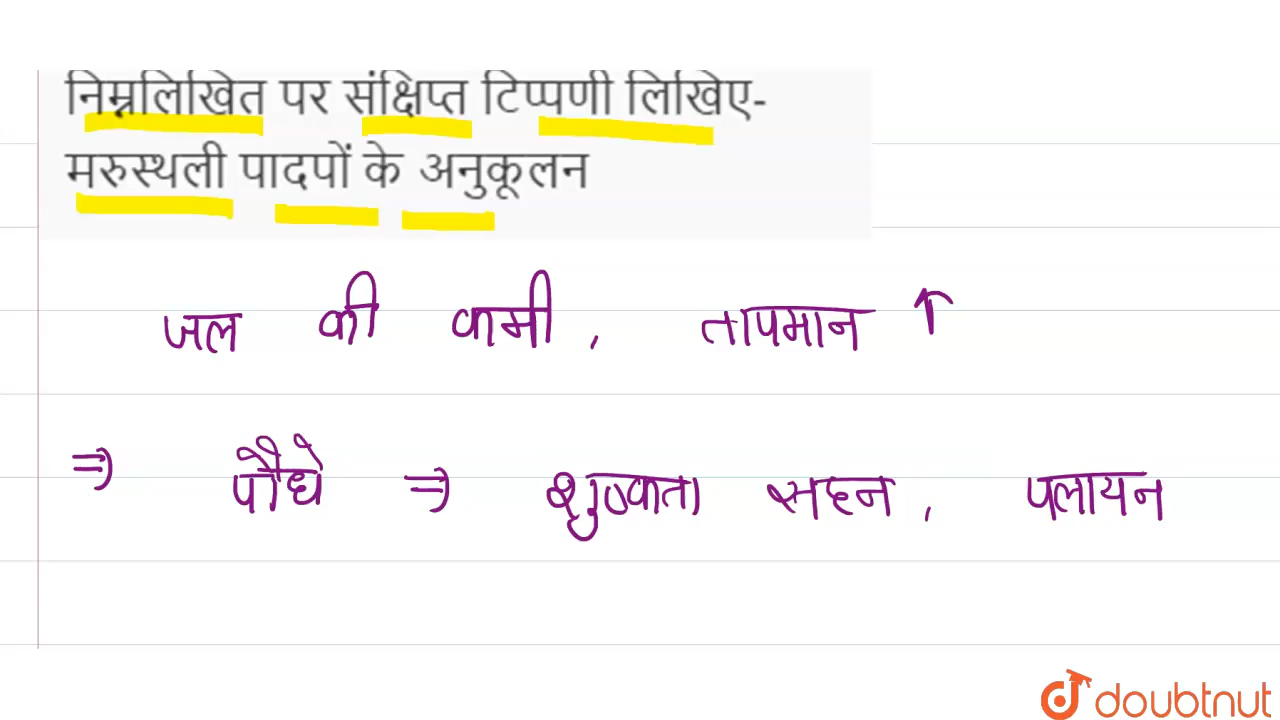 निम्नलिखित पर संक्षिप्त टिप्पणी लिखिए-
मरुस्थली पादपों के अनुकूलन
जल की कमी, तापमान ↑
⇒ पौधे ⇒ शुष्कता सहन, पलायन
doubtnut